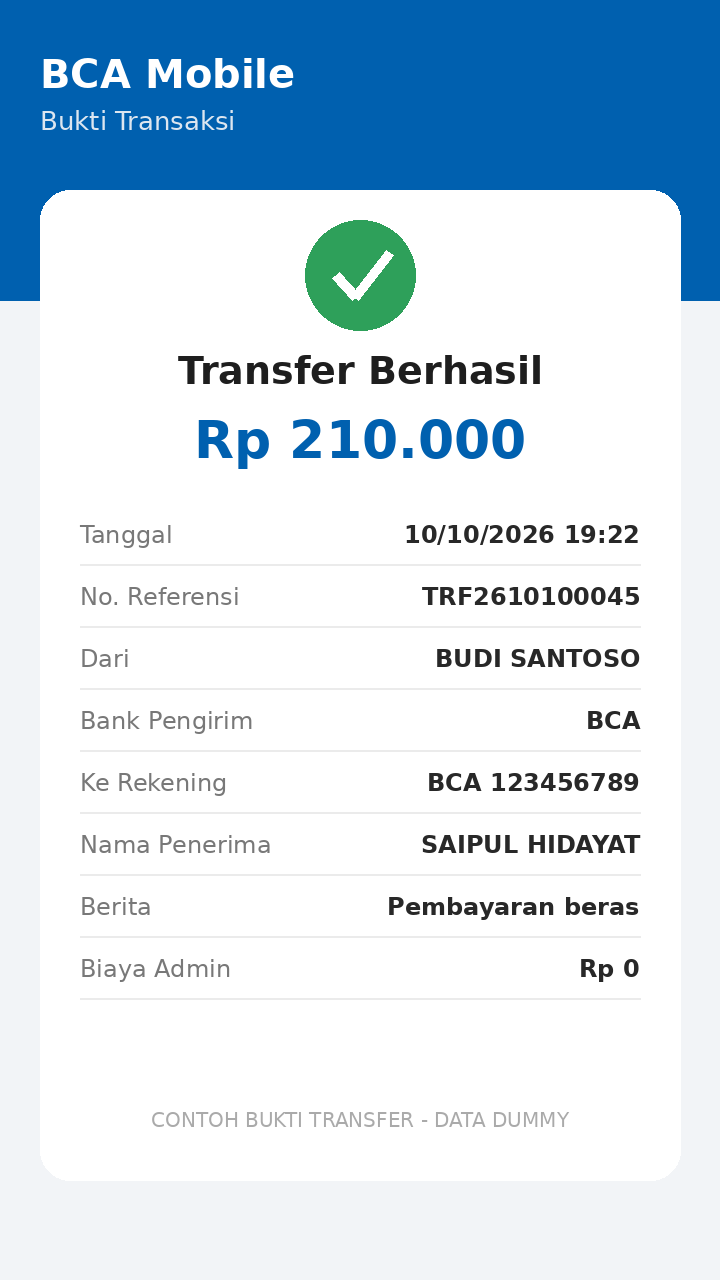 BCA Mobile
Bukti Transaksi
Transfer Berhasil
Rp 210.000
Tanggal 10/10/2026 19:22
No. Referensi TRF2610100045
Dari BUDI SANTOSO
Bank Pengirim BCA
Ke Rekening BCA 123456789
Nama Penerima SAIPUL HIDAYAT
Berita Pembayaran beras
Biaya Admin Rp 0
CONTOH BUKTI TRANSFER - DATA DUMMY